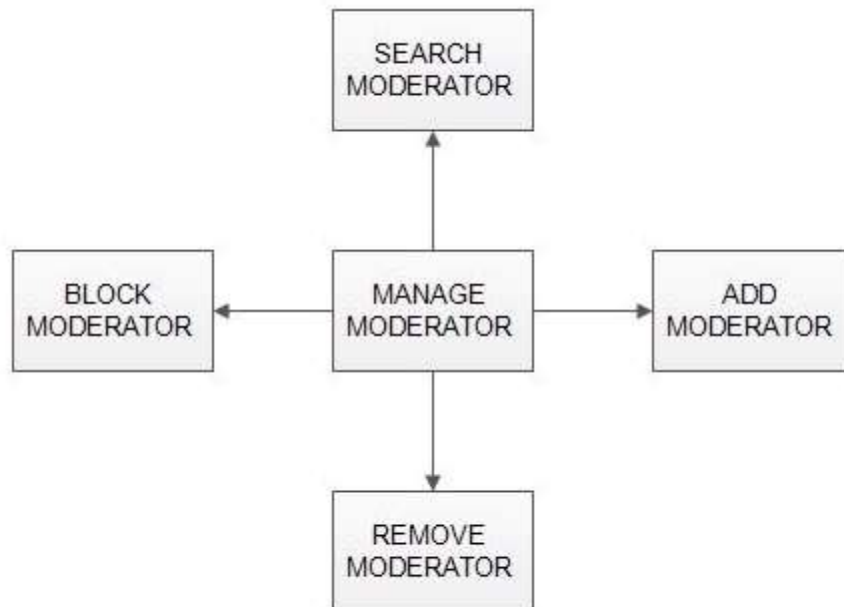 SEARCH
MODERATOR
BLOCK
MODERATOR
MANAGE
MODERATOR
ADD
MODERATOR
REMOVE
MODERATOR